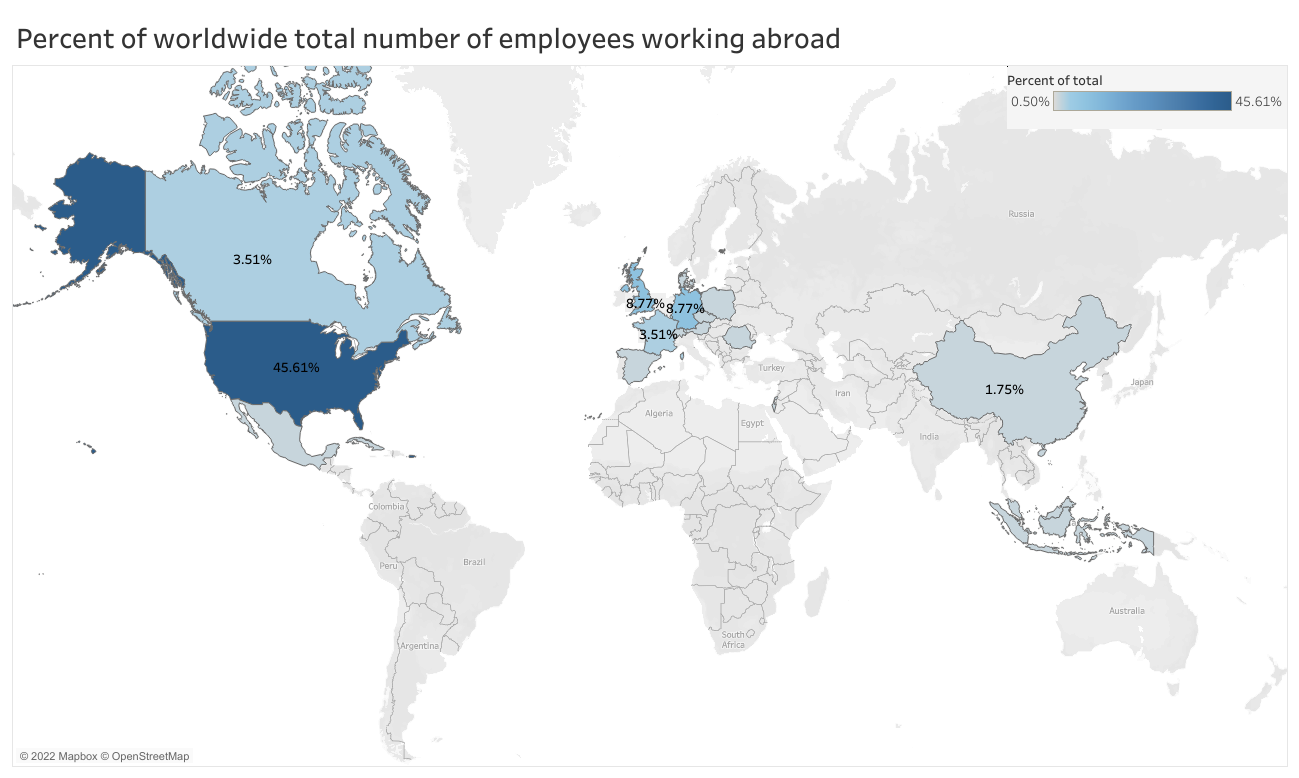 Percent of worldwide total number of employees working abroad
Percent of total
0.50% 45.61%
Russia
3.51%
8.77% 8.77%
3.51%
45.61%
Turkey
Japan
1.75%
Iran
Algeria
Egypt
India
Colombia
Peru
Brazil
Australia
South
Africa
Argentina
© 2022 Mapbox © OpenStreetMap